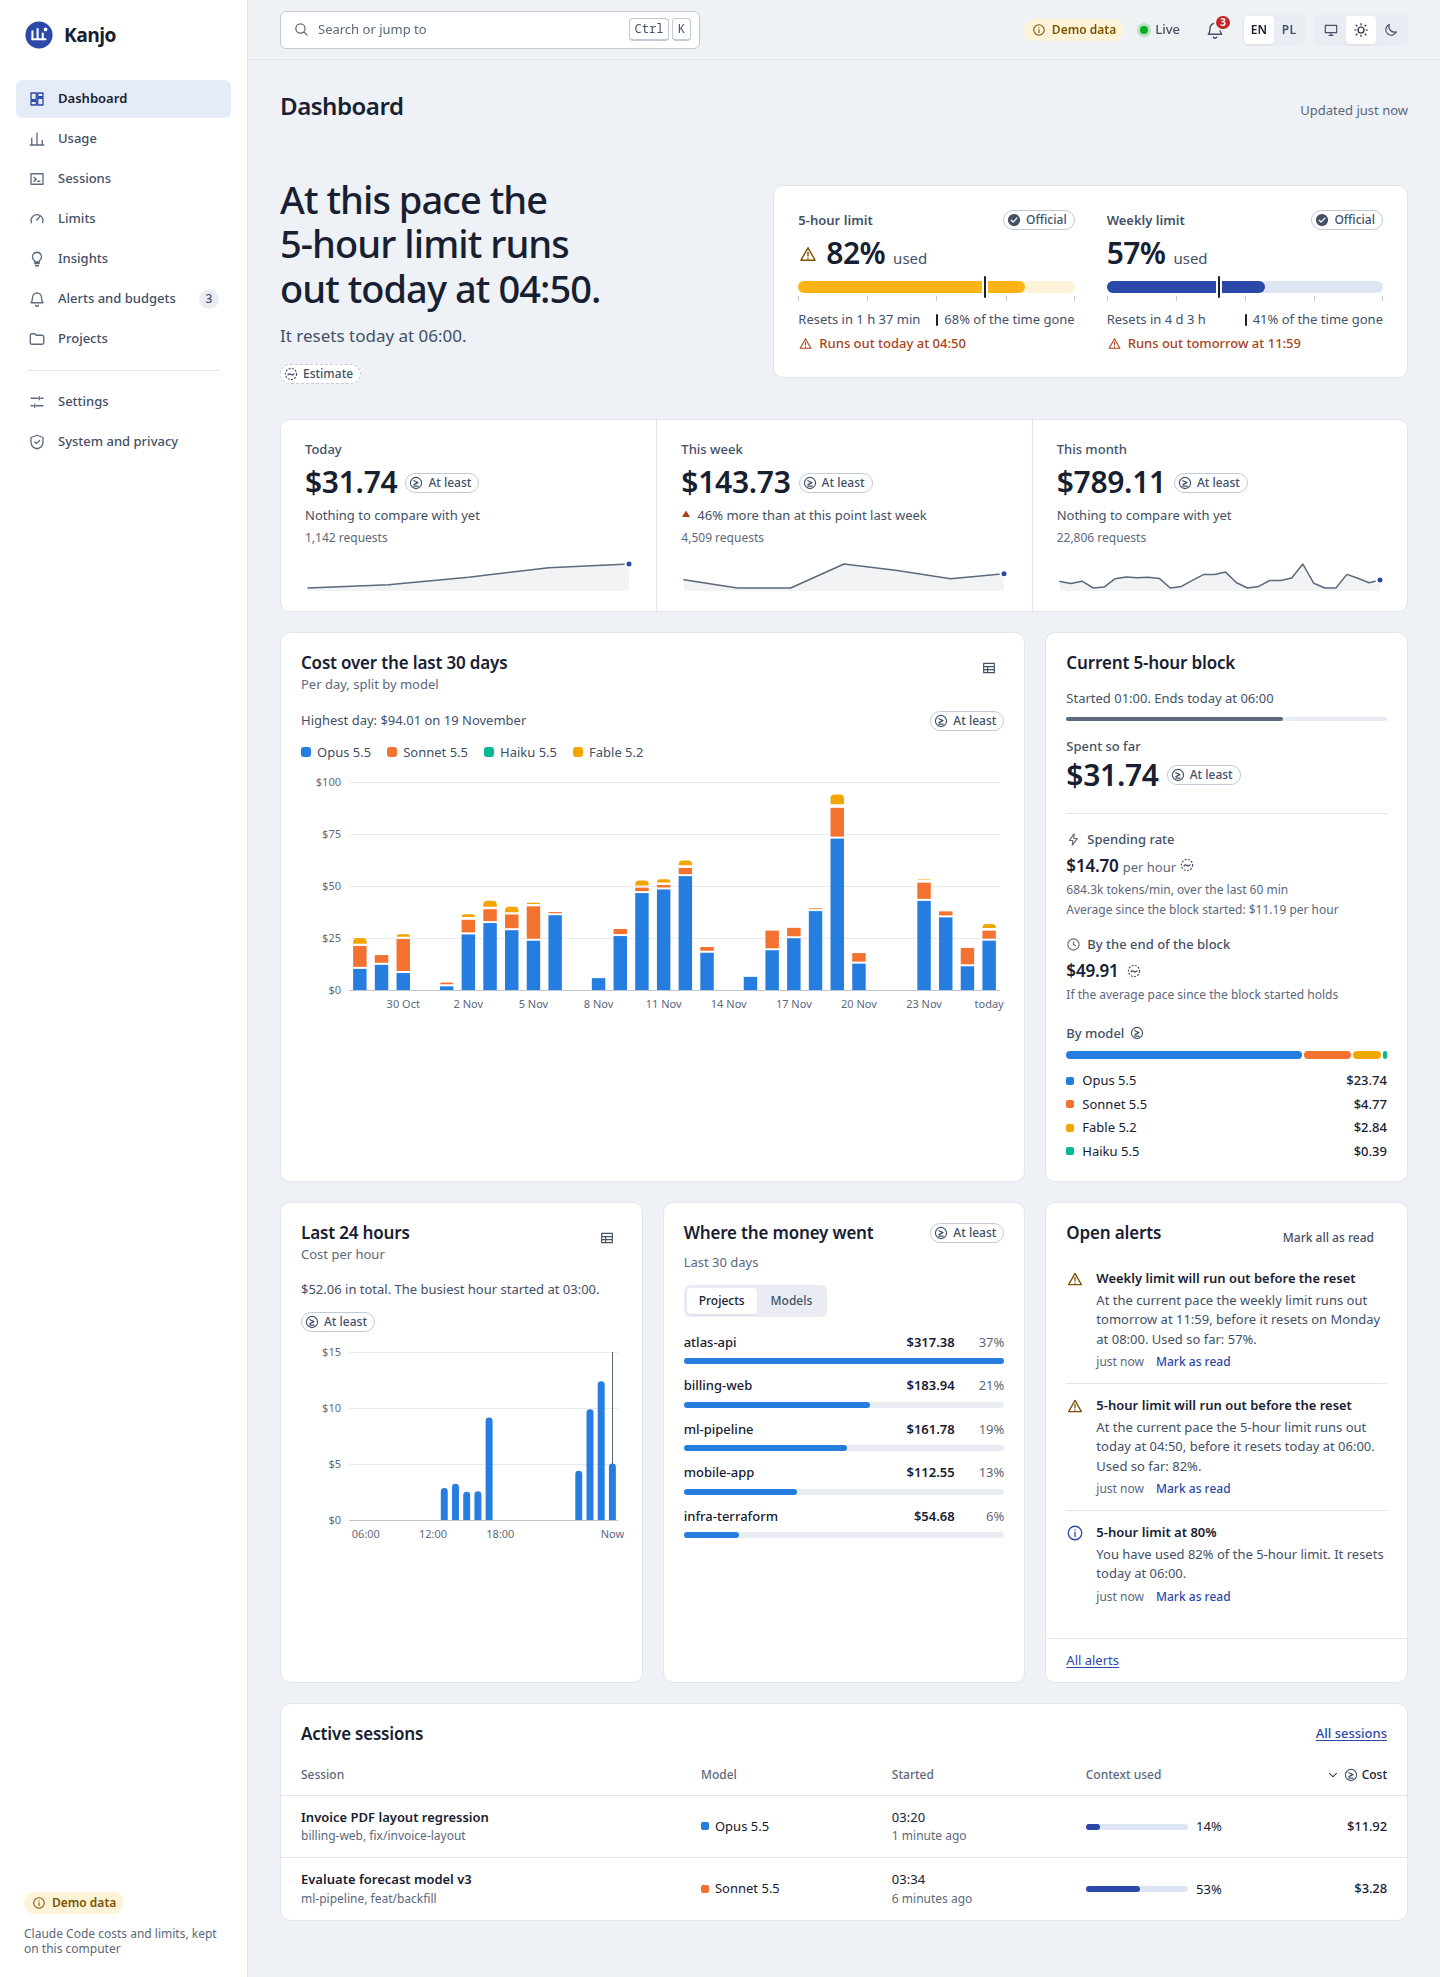 Kanjo
Search or jump to
Ctrl K
Demo data
Live
3
EN PL
Dashboard
Usage
Sessions
Limits
Insights
Alerts and budgets 3
Projects
Settings
System and privacy
Dashboard
Updated just now
At this pace the
5-hour limit runs
out today at 04:50.
It resets today at 06:00.
Estimate
5-hour limit Official
82% used
Resets in 1 h 37 min 68% of the time gone
Runs out today at 04:50
Weekly limit Official
57% used
Resets in 4 d 3 h 41% of the time gone
Runs out tomorrow at 11:59
Today
$31.74 At least
Nothing to compare with yet
1,142 requests
This week
$143.73 At least
46% more than at this point last week
4,509 requests
This month
$789.11 At least
Nothing to compare with yet
22,806 requests
Cost over the last 30 days
Per day, split by model
Highest day: $94.01 on 19 November At least
Opus 5.5 Sonnet 5.5 Haiku 5.5 Fable 5.2
$100
$75
$50
$25
$0
30 Oct 2 Nov 5 Nov 8 Nov 11 Nov 14 Nov 17 Nov 20 Nov 23 Nov today
Current 5-hour block
Started 01:00. Ends today at 06:00
Spent so far
$31.74 At least
Spending rate
$14.70 per hour
684.3k tokens/min, over the last 60 min
Average since the block started: $11.19 per hour
By the end of the block
$49.91
If the average pace since the block started holds
By model
Opus 5.5 $23.74
Sonnet 5.5 $4.77
Fable 5.2 $2.84
Haiku 5.5 $0.39
Last 24 hours
Cost per hour
$52.06 in total. The busiest hour started at 03:00.
At least
$15
$10
$5
$0
06:00 12:00 18:00 Now
Where the money went At least
Last 30 days
Projects Models
atlas-api $317.38 37%
billing-web $183.94 21%
ml-pipeline $161.78 19%
mobile-app $112.55 13%
infra-terraform $54.68 6%
Open alerts Mark all as read
Weekly limit will run out before the reset
At the current pace the weekly limit runs out
tomorrow at 11:59, before it resets on Monday
at 08:00. Used so far: 57%.
just now Mark as read
5-hour limit will run out before the reset
At the current pace the 5-hour limit runs out
today at 04:50, before it resets today at 06:00.
Used so far: 82%.
just now Mark as read
5-hour limit at 80%
You have used 82% of the 5-hour limit. It resets
today at 06:00.
just now Mark as read
All alerts
Active sessions All sessions
Session Model Started Context used Cost
Invoice PDF layout regression
billing-web, fix/invoice-layout
Opus 5.5
03:20
1 minute ago
14%
$11.92
Evaluate forecast model v3
ml-pipeline, feat/backfill
Sonnet 5.5
03:34
6 minutes ago
53%
$3.28
Demo data
Claude Code costs and limits, kept
on this computer